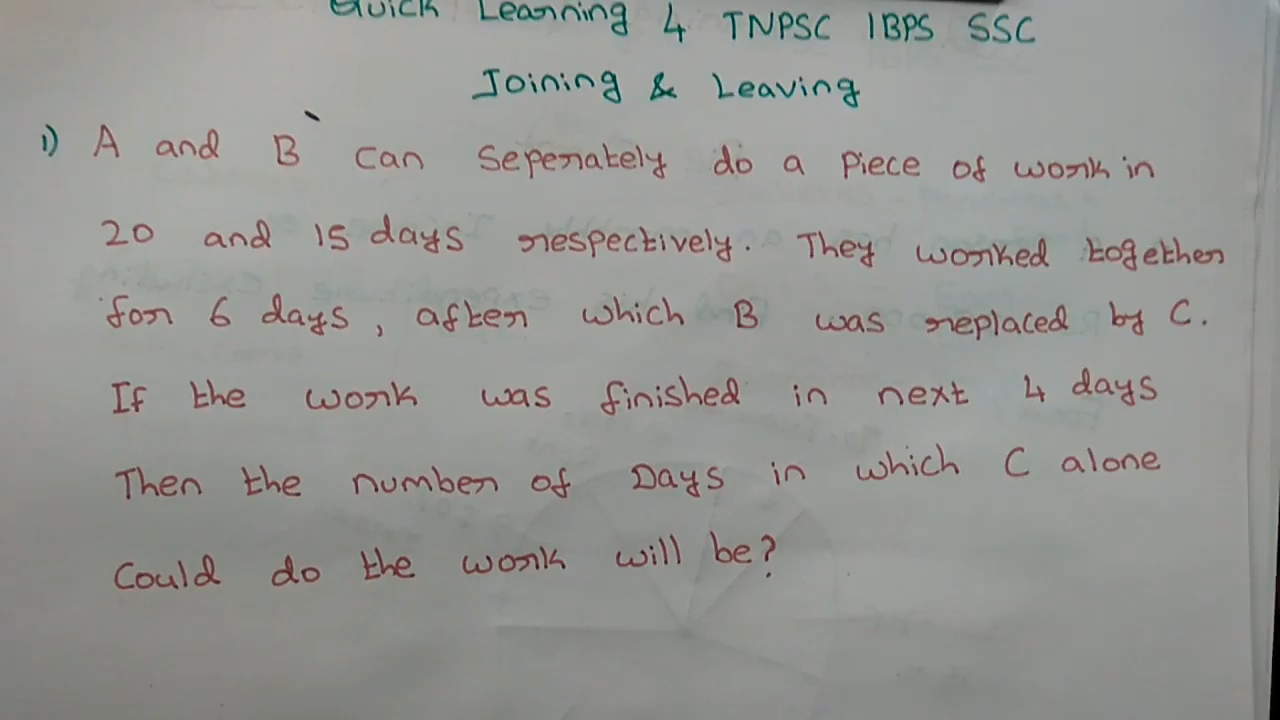 Quick Learning 4 TNPSC IBPS SSC
Joining & Leaving
1) A and B can Seperately do a Piece of work in
20 and 15 days respectively. They worked together
for 6 days, after which B was replaced by C.
If the work was finished in next 4 days
Then the number of Days in which C alone
Could do the work will be?